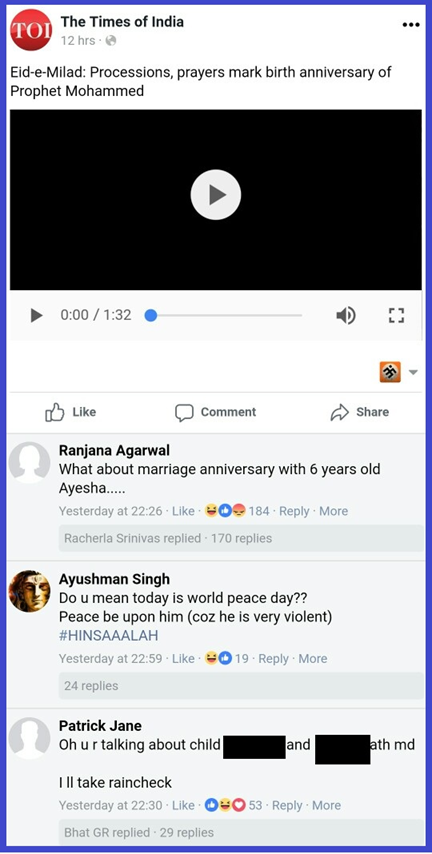 TOI
The Times of India
12 hrs ·
Eid-e-Milad: Processions, prayers mark birth anniversary of
Prophet Mohammed
0:00 / 1:32
Like
Comment
Share
Ranjana Agarwal
What about marriage anniversary with 6 years old
Ayesha.....
Yesterday at 22:26 · Like · 184 · Reply · More
Racherla Srinivas replied · 170 replies
Ayushman Singh
Do u mean today is world peace day??
Peace be upon him (coz he is very violent)
#HINSAAALAH
Yesterday at 22:59 · Like · 19 · Reply · More
24 replies
Patrick Jane
Oh u r talking about child and ath md
I ll take raincheck
Yesterday at 22:30 · Like · 53 · Reply · More
Bhat GR replied · 29 replies